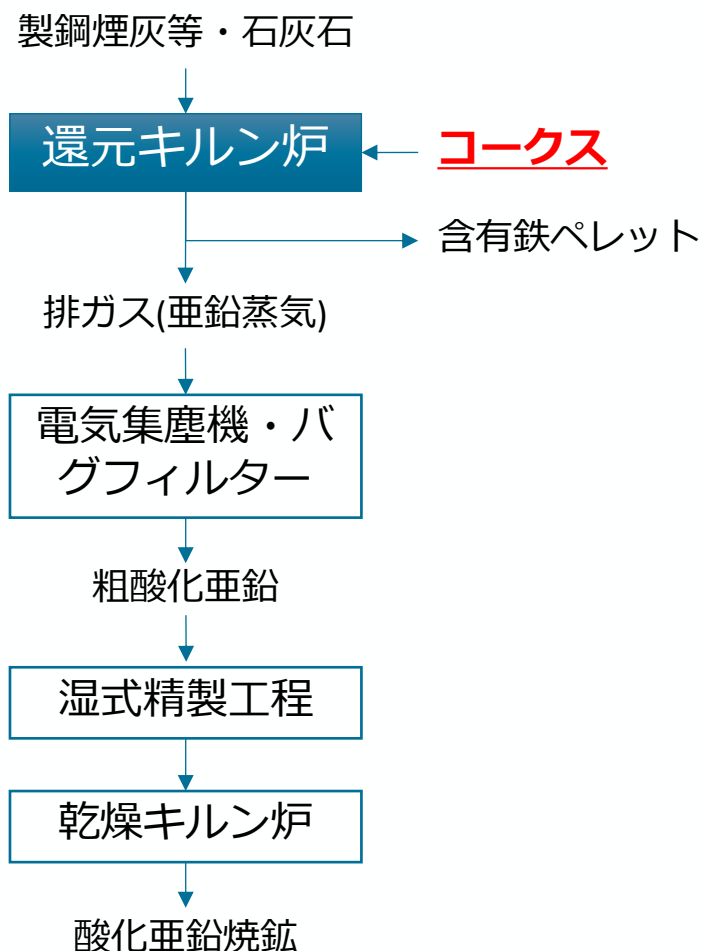 製鋼煙灰等・石灰石
還元キルン炉
コークス
含有鉄ペレット
排ガス(亜鉛蒸気)
電気集塵機・バ
グフィルター
粗酸化亜鉛
湿式精製工程
乾燥キルン炉
酸化亜鉛焼鉱